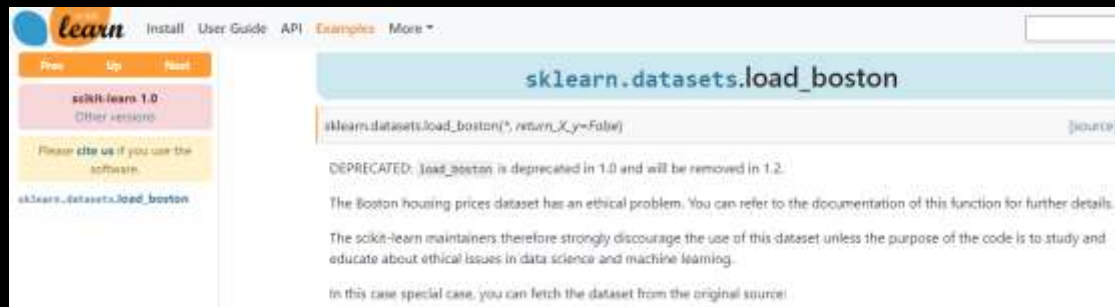 learn Install User Guide API Examples More
Prev Up Next
scikit-learn 1.0
Other versions
Please cite us if you use the
software.
sklearn.datasets.load_boston
sklearn.datasets.load_boston
sklearn.datasets.load_boston(*, return_X_y=False) [source]
DEPRECATED: load_boston is deprecated in 1.0 and will be removed in 1.2.
The Boston housing prices dataset has an ethical problem. You can refer to the documentation of this function for further details.
The scikit-learn maintainers therefore strongly discourage the use of this dataset unless the purpose of the code is to study and
educate about ethical issues in data science and machine learning.
In this case special case, you can fetch the dataset from the original source: